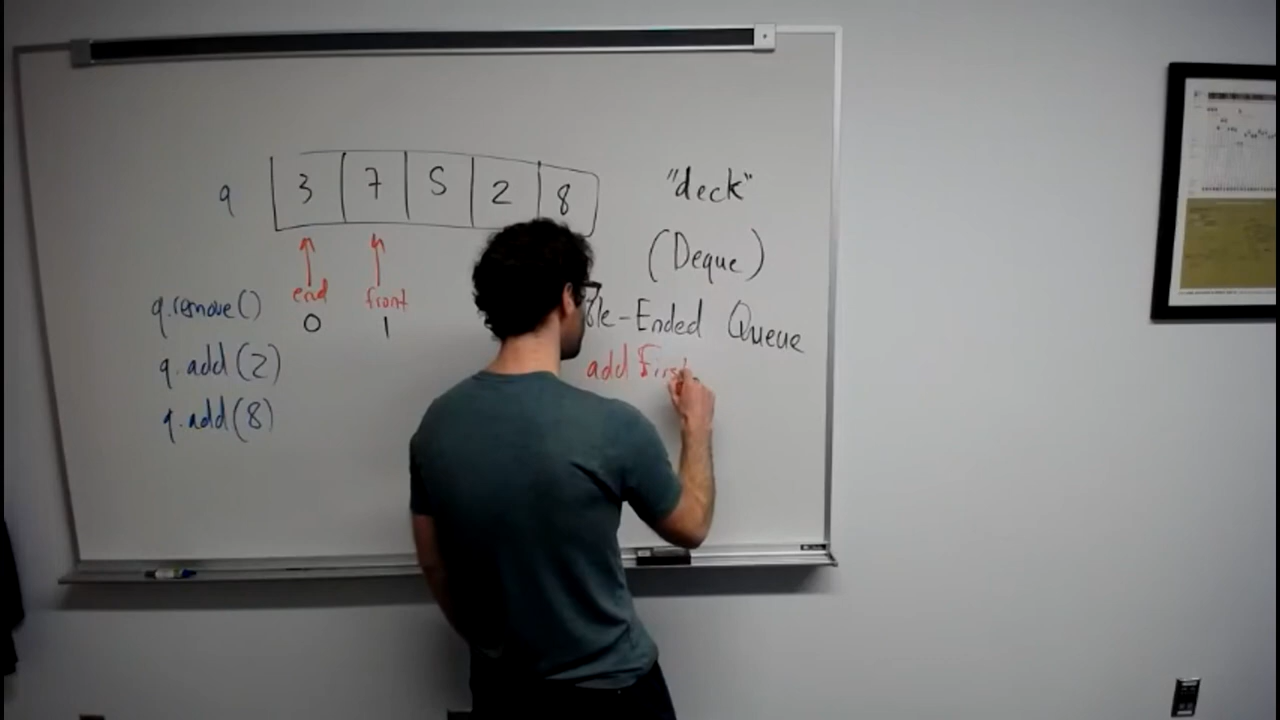 q 3 7 5 2 8
"deck"
(Deque)
q.remove() end front
0 1
-Ended Queue
q.add(2)
add First
q.add(8)